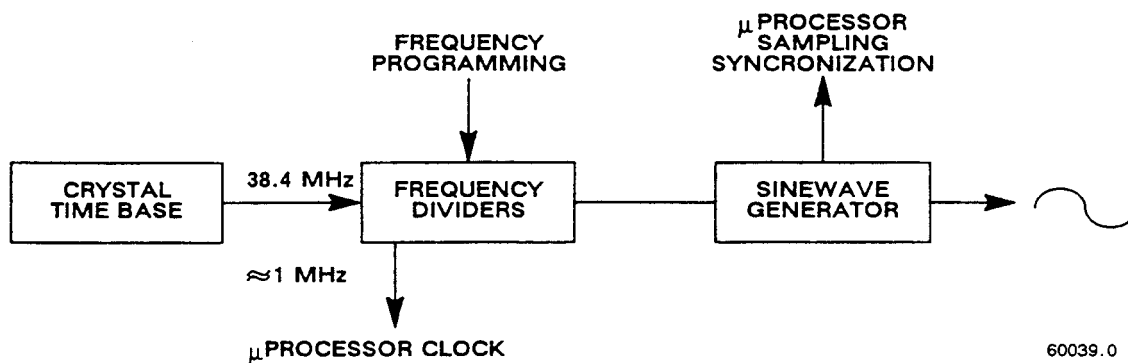 FREQUENCY
PROGRAMMING
μPROCESSOR
SAMPLING
SYNCRONIZATION
CRYSTAL
TIME BASE
38.4 MHz
FREQUENCY
DIVIDERS
SINEWAVE
GENERATOR
≈1 MHz
μPROCESSOR CLOCK
60039.0